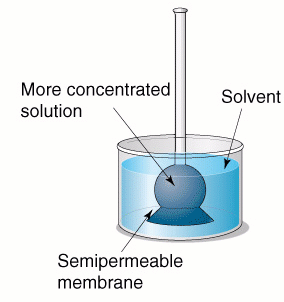 More concentrated
solution
Solvent
Semipermeable
membrane